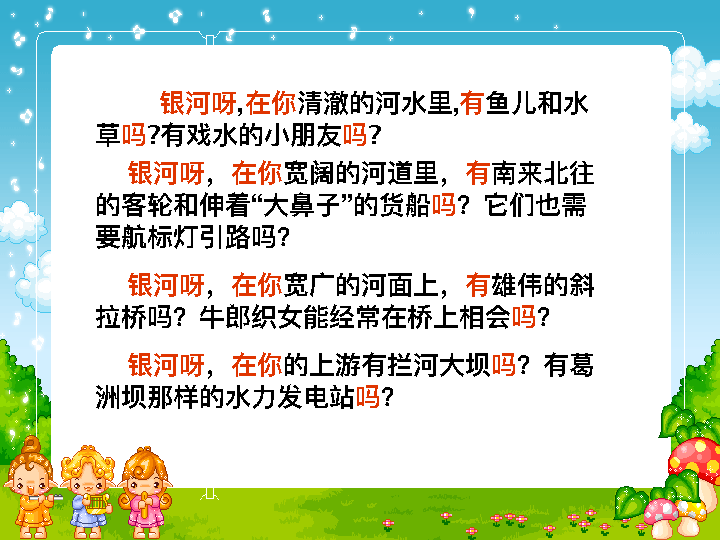 银河呀,在你清澈的河水里,有鱼儿和水
草吗?有戏水的小朋友吗?
银河呀，在你宽阔的河道里，有南来北往
的客轮和伸着“大鼻子”的货船吗？它们也需
要航标灯引路吗?
银河呀，在你宽广的河面上，有雄伟的斜
拉桥吗？牛郎织女能经常在桥上相会吗?
银河呀，在你的上游有拦河大坝吗？有葛
洲坝那样的水力发电站吗?